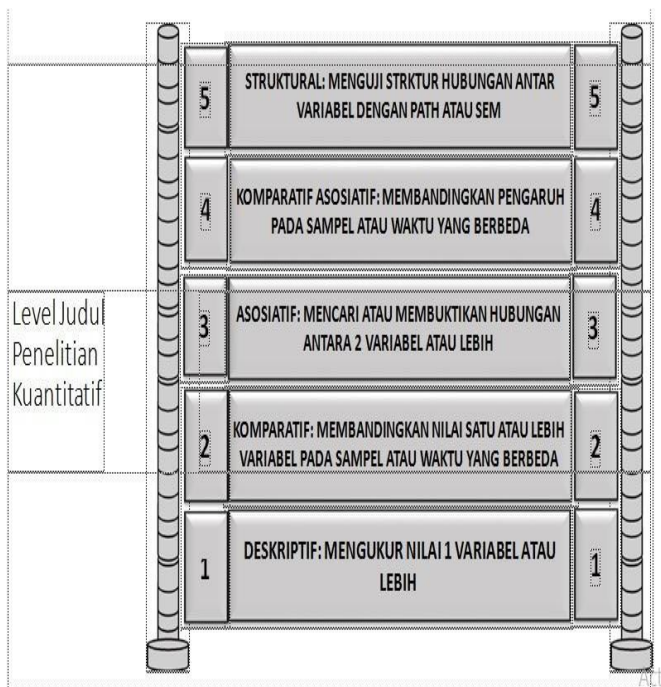 5
STRUKTURAL: MENGUJI STRKTUR HUBUNGAN ANTAR
VARIABEL DENGAN PATH ATAU SEM
5
4
KOMPARATIF ASOSIATIF: MEMBANDINGKAN PENGARUH
PADA SAMPEL ATAU WAKTU YANG BERBEDA
4
Level Judul
Penelitian
Kuantitatif
3
ASOSIATIF: MENCARI ATAU MEMBUKTIKAN HUBUNGAN
ANTARA 2 VARIABEL ATAU LEBIH
3
2
KOMPARATIF: MEMBANDINGKAN NILAI SATU ATAU LEBIH
VARIABEL PADA SAMPEL ATAU WAKTU YANG BERBEDA
2
1
DESKRIPTIF: MENGUKUR NILAI 1 VARIABEL ATAU
LEBIH
1